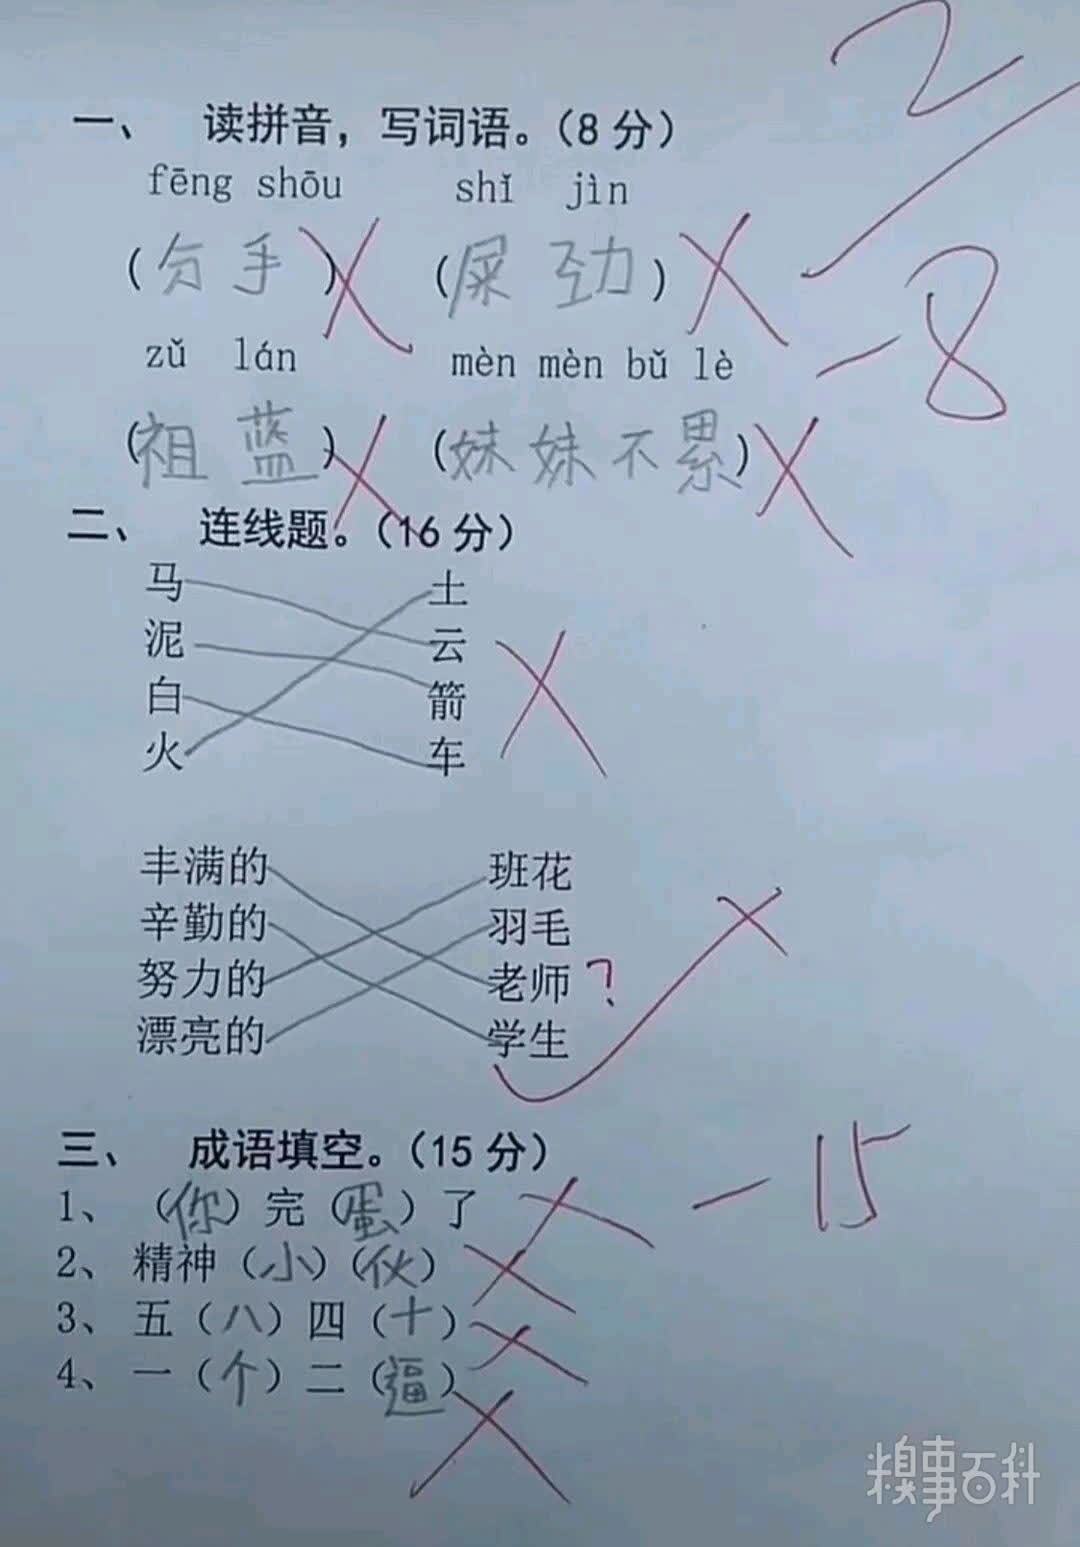 2
一、 读拼音，写词语。（8分）
fēng shōu shǐ jìn
（分手）（屎劲）
-8
zǔ lán mèn mèn bǔ lè
（祖蓝）（妹妹不累）
二、 连线题。（16分）
马 土
泥 云
白 箭
火 车
丰满的 班花
辛勤的 羽毛
努力的 老师 ?
漂亮的 学生
三、 成语填空。（15分）
-15
1、（你）完（蛋）了
2、精神（小）（伙）
3、五（八）四（十）
4、一（个）二（逼）
糗事百科